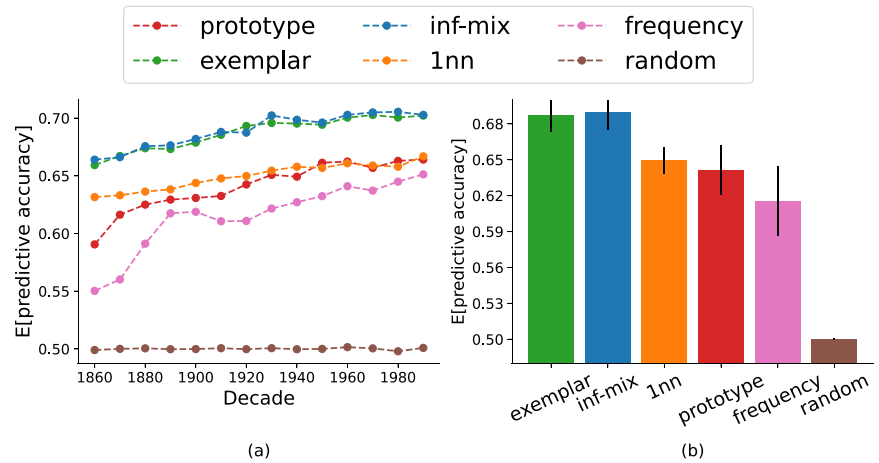 prototype inf-mix frequency
exemplar 1nn random
E[predictive accuracy]
0.70
0.65
0.60
0.55
0.50
1860 1880 1900 1920 1940 1960 1980
Decade
(a)
E[predictive accuracy]
0.68
0.65
0.62
0.59
0.56
0.53
0.50
exemplar inf-mix 1nn prototype frequency random
(b)